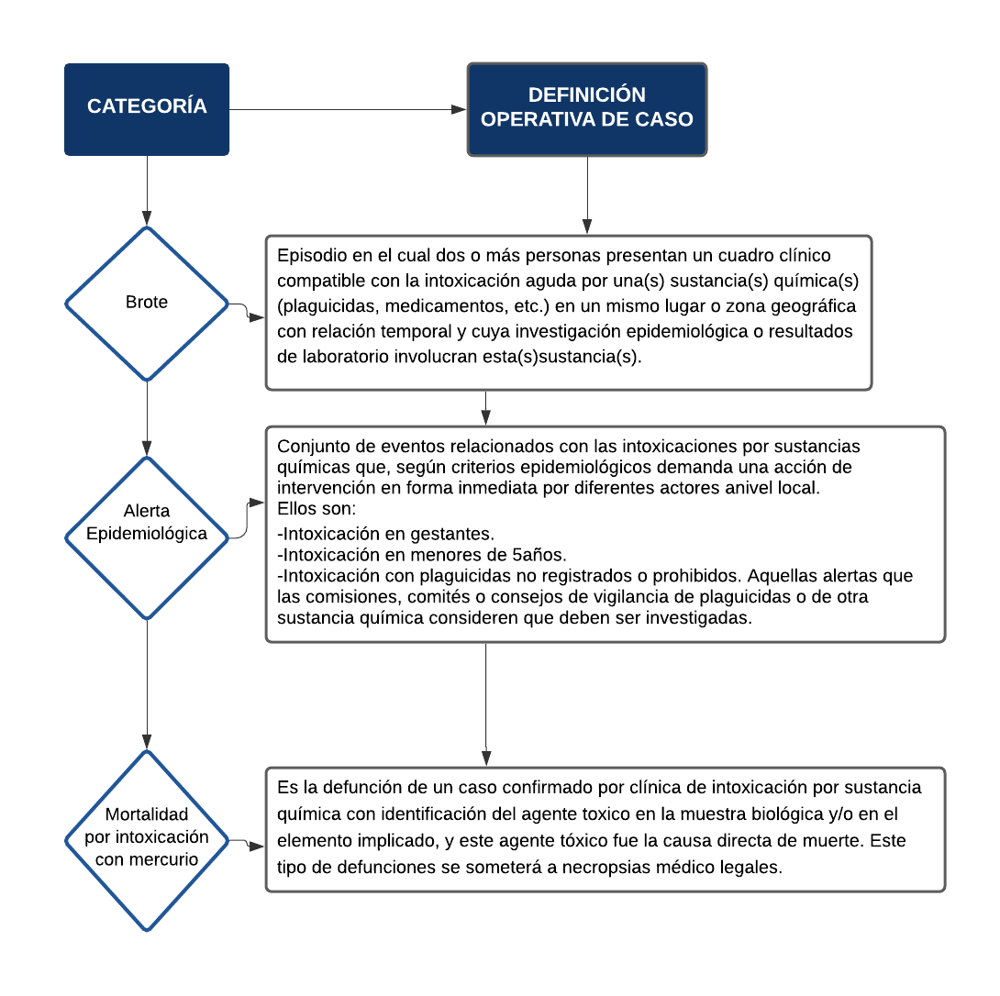 CATEGORÍA
DEFINICIÓN
OPERATIVA DE CASO
Brote
Episodio en el cual dos o más personas presentan un cuadro clínico
compatible con la intoxicación aguda por una(s) sustancia(s) química(s)
(plaguicidas, medicamentos, etc.) en un mismo lugar o zona geográfica
con relación temporal y cuya investigación epidemiológica o resultados
de laboratorio involucran esta(s)sustancia(s).
Alerta
Epidemiológica
Conjunto de eventos relacionados con las intoxicaciones por sustancias
químicas que, según criterios epidemiológicos demanda una acción de
intervención en forma inmediata por diferentes actores anivel local.
Ellos son:
-Intoxicación en gestantes.
-Intoxicación en menores de 5años.
-Intoxicación con plaguicidas no registrados o prohibidos. Aquellas alertas que
las comisiones, comités o consejos de vigilancia de plaguicidas o de otra
sustancia química consideren que deben ser investigadas.
Mortalidad
por intoxicación
con mercurio
Es la defunción de un caso confirmado por clínica de intoxicación por sustancia
química con identificación del agente toxico en la muestra biológica y/o en el
elemento implicado, y este agente tóxico fue la causa directa de muerte. Este
tipo de defunciones se someterá a necropsias médico legales.